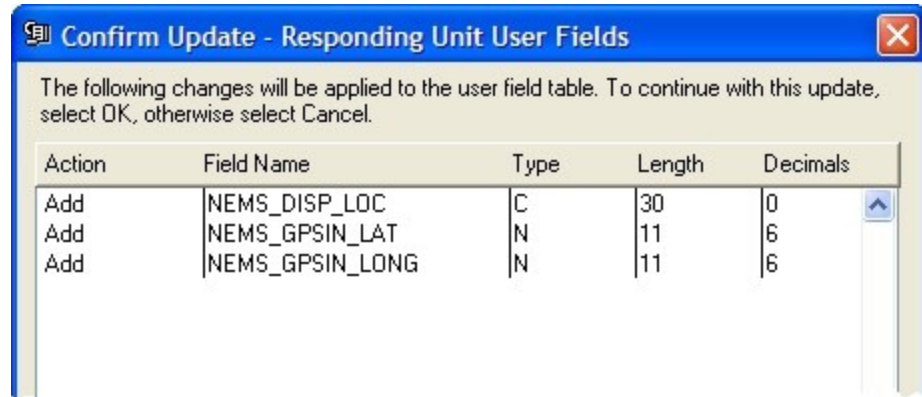 Confirm Update - Responding Unit User Fields
The following changes will be applied to the user field table. To continue with this update,
select OK, otherwise select Cancel.
Action Field Name Type Length Decimals
Add NEMS_DISP_LOC C 30 0
Add NEMS_GPSIN_LAT N 11 6
Add NEMS_GPSIN_LONG N 11 6